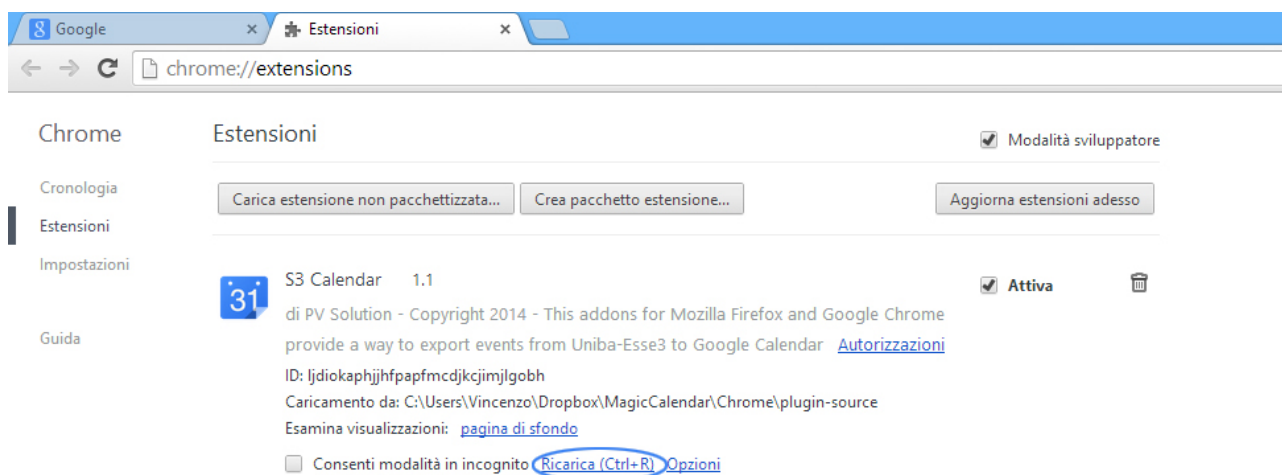 Google
Estensioni
chrome://extensions
Chrome
Estensioni
Modalità sviluppatore
Cronologia
Carica estensione non pacchettizzata...
Crea pacchetto estensione...
Aggiorna estensioni adesso
Estensioni
Impostazioni
Guida
31
S3 Calendar 1.1
Attiva
di PV Solution - Copyright 2014 - This addons for Mozilla Firefox and Google Chrome
provide a way to export events from Uniba-Esse3 to Google Calendar Autorizzazioni
ID: ljdiokaphjjhfpapfmcdjkcjimjlgobh
Caricamento da: C:\Users\Vincenzo\Dropbox\MagicCalendar\Chrome\plugin-source
Esamina visualizzazioni: pagina di sfondo
Consenti modalità in incognito Ricarica (Ctrl+R) Opzioni